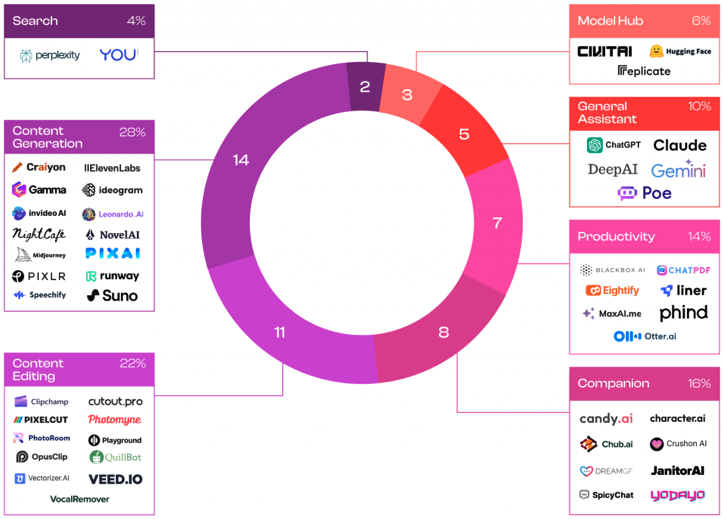 Search 4%
perplexity YOU
Content
Generation 28%
Craiyon IIElevenLabs
Gamma ideogram
invideo AI Leonardo.Ai
NightCafe NovelAI
Midjourney PIXAI
PIXLR runway
Speechify Suno
Content
Editing 22%
Clipchamp cutout.pro
PIXELCUT Photomyne
PhotoRoom Playground
OpusClip QuillBot
Vectorizer.AI VEED.IO
VocalRemover
2
3
5
7
8
11
14
Model Hub 6%
CIVITAI Hugging Face
replicate
General
Assistant 10%
ChatGPT Claude
DeepAI Gemini
Poe
Productivity 14%
BLACKBOX AI CHATPDF
Eightify liner
MaxAI.me phind
Otter.ai
Companion 16%
candy.ai character.ai
Chub.ai Crushon AI
DREAMGF JanitorAI
SpicyChat YODAYO